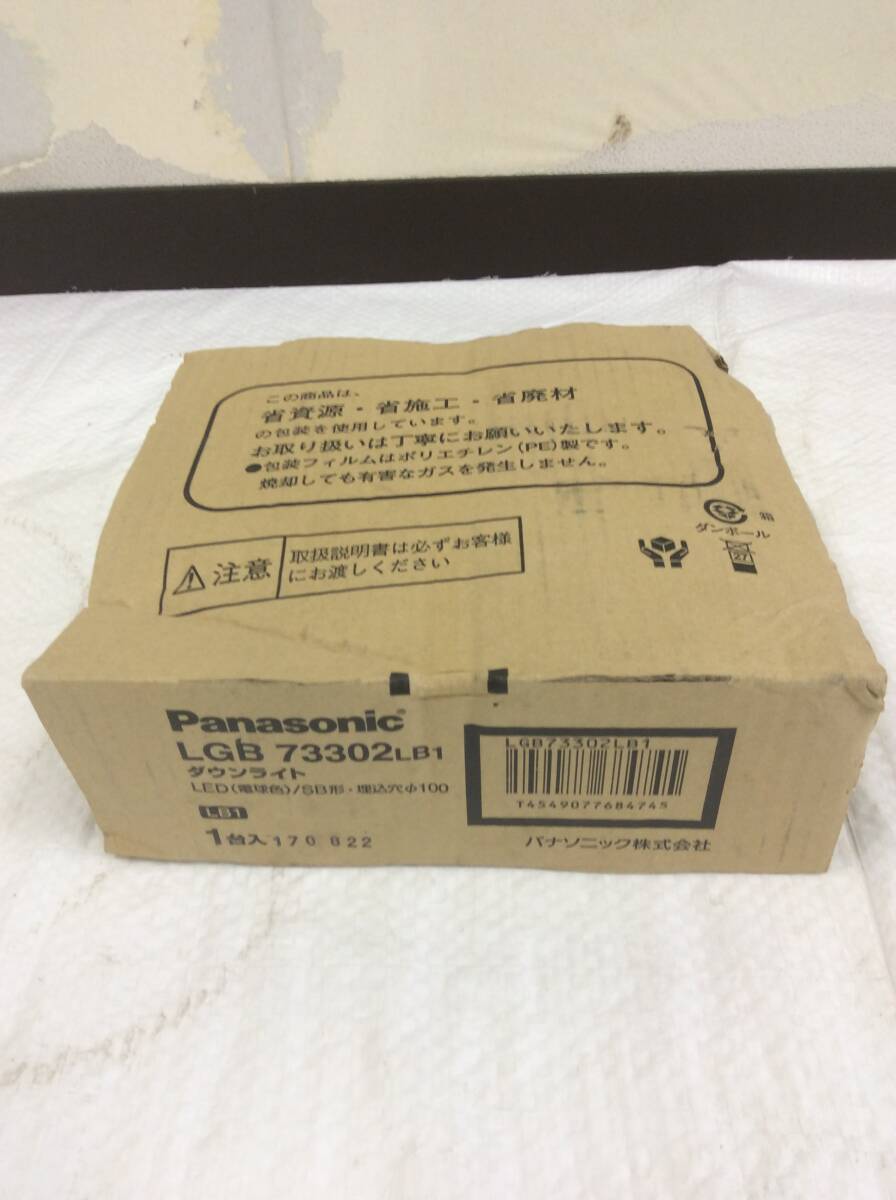 この商品は、
省資源・省施工・省廃材
の包装を使用しています。
お取り扱いは丁寧にお願いいたします。
●包装フィルムはポリエチレン(PE)製です。
焼却しても有害なガスを発生しません。
注意
取扱説明書は必ずお客様
にお渡しください
箱
ダンボール
27
Panasonic
LGB 73302LB1
ダウンライト
LED(電球色)/SB形・埋込穴φ100
LB1
1台入 170822
LGB73302LB1
T4549077684745
パナソニック株式会社